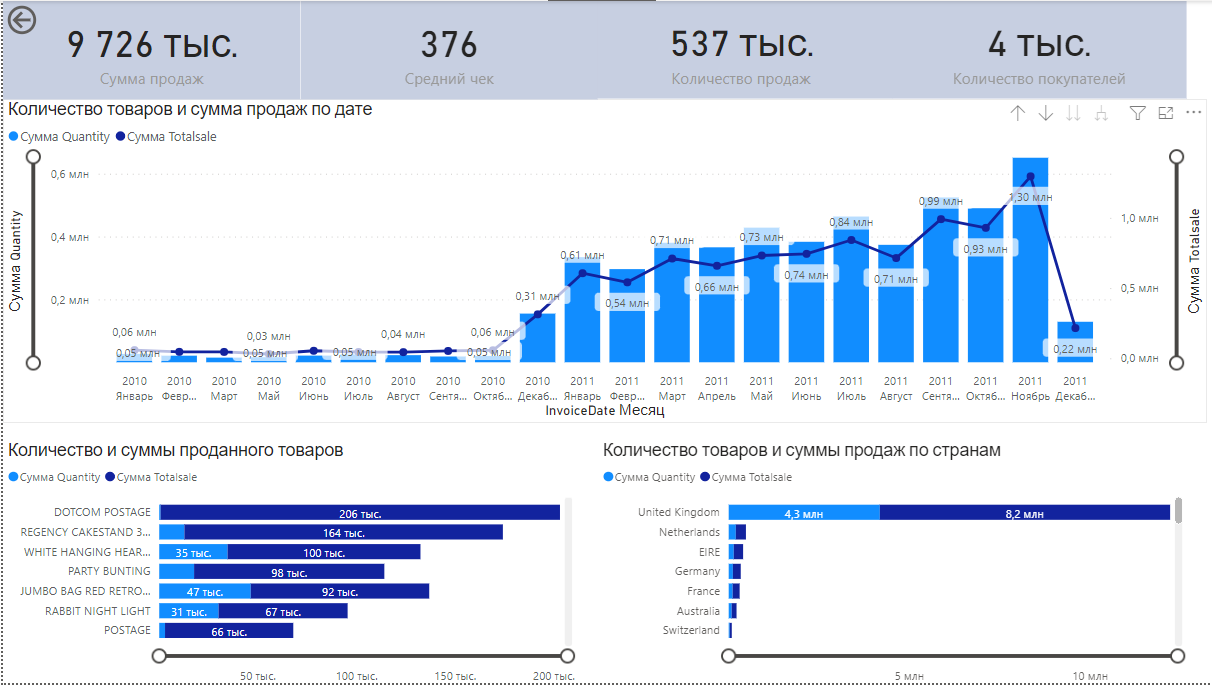 9 726 тыс.
Сумма продаж
376
Средний чек
537 тыс.
Количество продаж
4 тыс.
Количество покупателей
Количество товаров и сумма продаж по дате
Сумма Quantity Сумма Totalsale
Сумма Quantity
0,6 млн
0,4 млн
0,2 млн
1,0 млн
0,5 млн
0,0 млн
Сумма Totalsale
0,06 млн
0,05 млн
0,03 млн
0,05 млн
0,05 млн
0,04 млн
0,06 млн
0,05 млн
0,31 млн
0,61 млн
0,54 млн
0,71 млн
0,66 млн
0,73 млн
0,74 млн
0,84 млн
0,71 млн
0,99 млн
0,93 млн
1,30 млн
0,22 млн
2010 2010 2010 2010 2010 2010 2010 2010 2010 2010 2011 2011 2011 2011 2011 2011 2011 2011 2011 2011 2011 2011
Январь Февр... Март Май Июнь Июль Август Сентя... Октяб... Декаб... Январь Февр... Март Апрель Май Июнь Июль Август Сентя... Октяб... Ноябрь Декаб...
InvoiceDate Месяц
Количество и суммы проданного товаров
Сумма Quantity Сумма Totalsale
DOTCOM POSTAGE 206 тыс.
REGENCY CAKESTAND 3... 164 тыс.
WHITE HANGING HEAR... 35 тыс. 100 тыс.
PARTY BUNTING 98 тыс.
JUMBO BAG RED RETRO... 47 тыс. 92 тыс.
RABBIT NIGHT LIGHT 31 тыс. 67 тыс.
POSTAGE 66 тыс.
50 тыс. 100 тыс. 150 тыс. 200 тыс.
Количество товаров и суммы продаж по странам
Сумма Quantity Сумма Totalsale
United Kingdom 4,3 млн 8,2 млн
Netherlands
EIRE
Germany
France
Australia
Switzerland
5 млн 10 млн